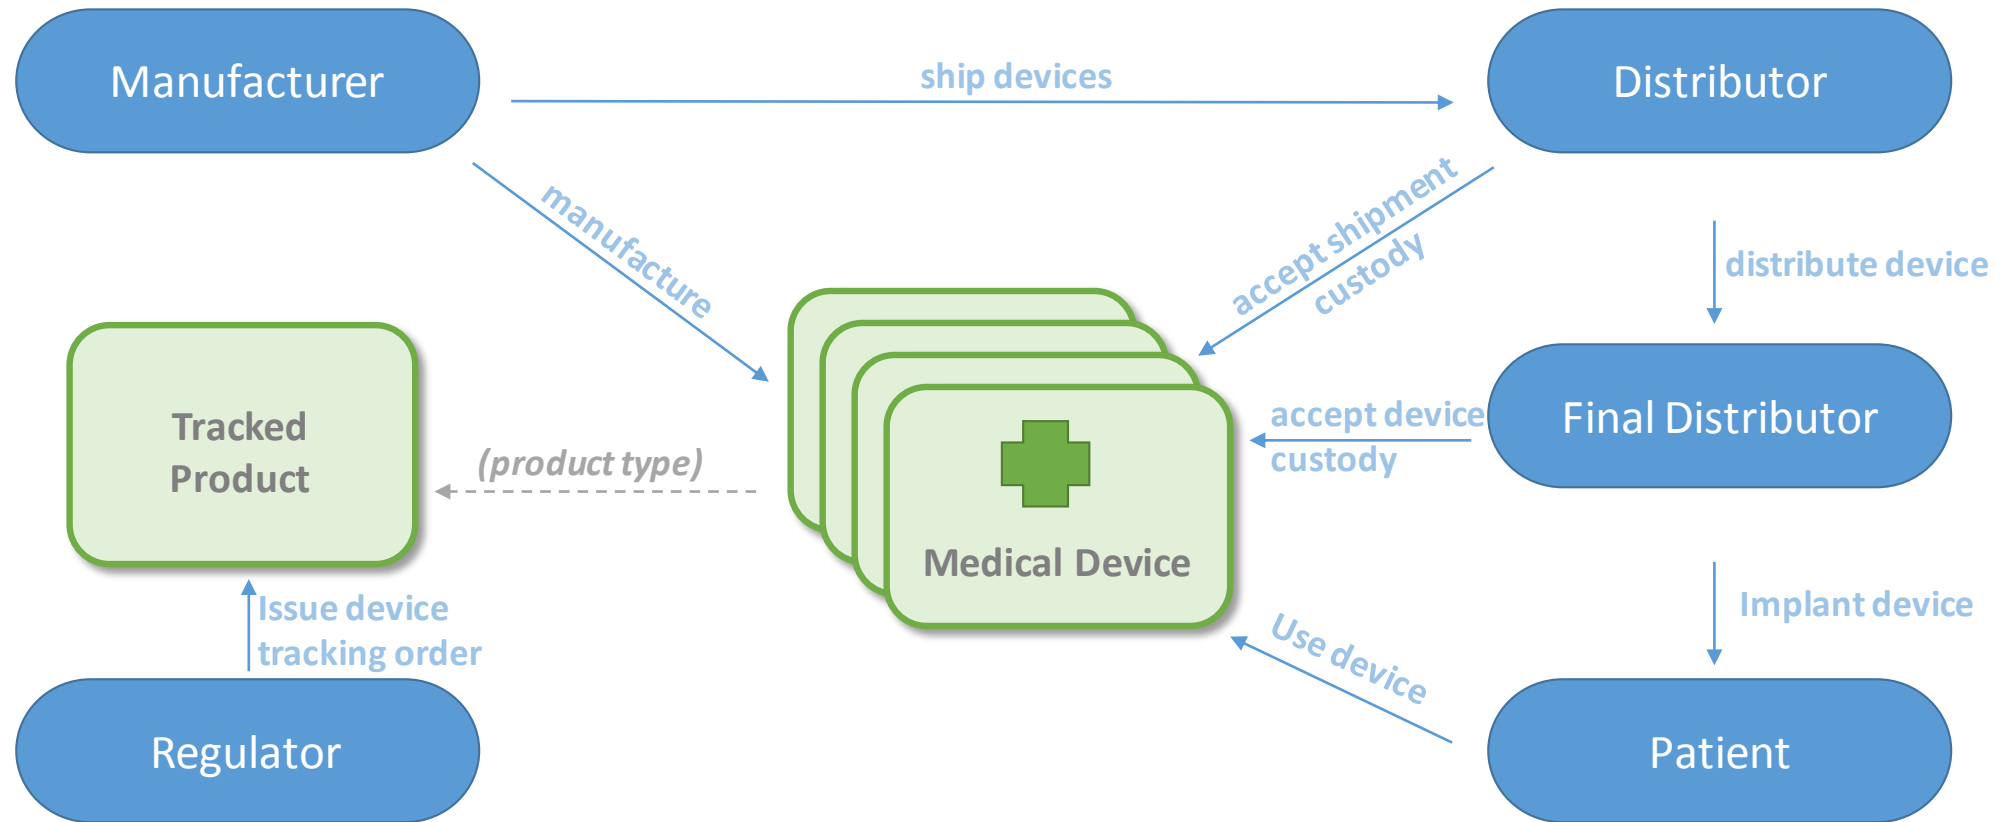 Manufacturer
ship devices
Distributor
manufacture
accept shipment
custody
distribute device
Tracked
Product
(product type)
Medical Device
accept device
custody
Final Distributor
Issue device
tracking order
Use device
Implant device
Regulator
Patient